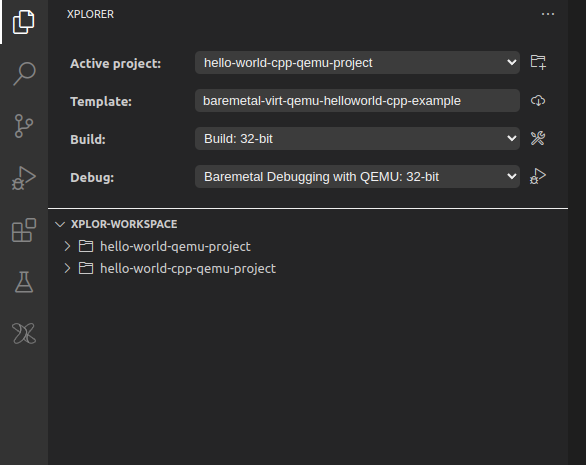 XPLORER
Active project: hello-world-cpp-qemu-project
Template: baremetal-virt-qemu-helloworld-cpp-example
Build: Build: 32-bit
Debug: Baremetal Debugging with QEMU: 32-bit
XPLOR-WORKSPACE
hello-world-qemu-project
hello-world-cpp-qemu-project